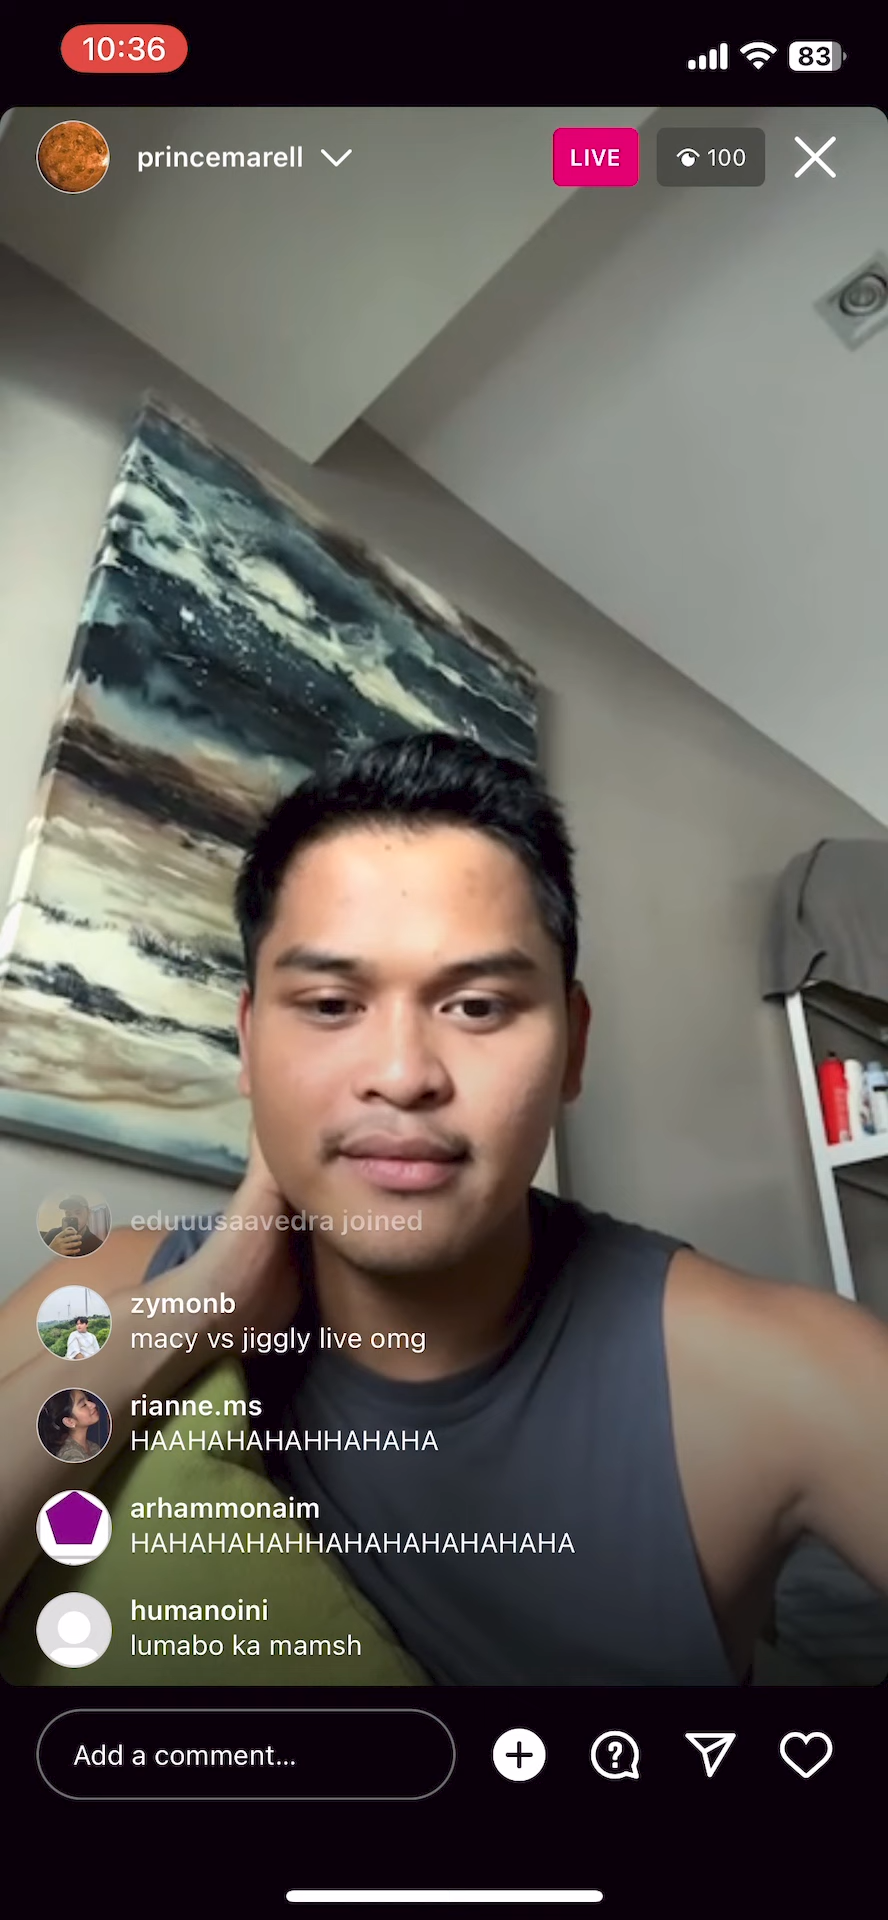 10:36
83
princemarell
LIVE
100
eduuusaavedra joined
zymonb
macy vs jiggly live omg
rianne.ms
HAAHAHAHAHHAHAHA
arhammonaim
HAHAHAHAHHAHAHAHAHAHAHA
humanoini
lumabo ka mamsh
Add a comment...